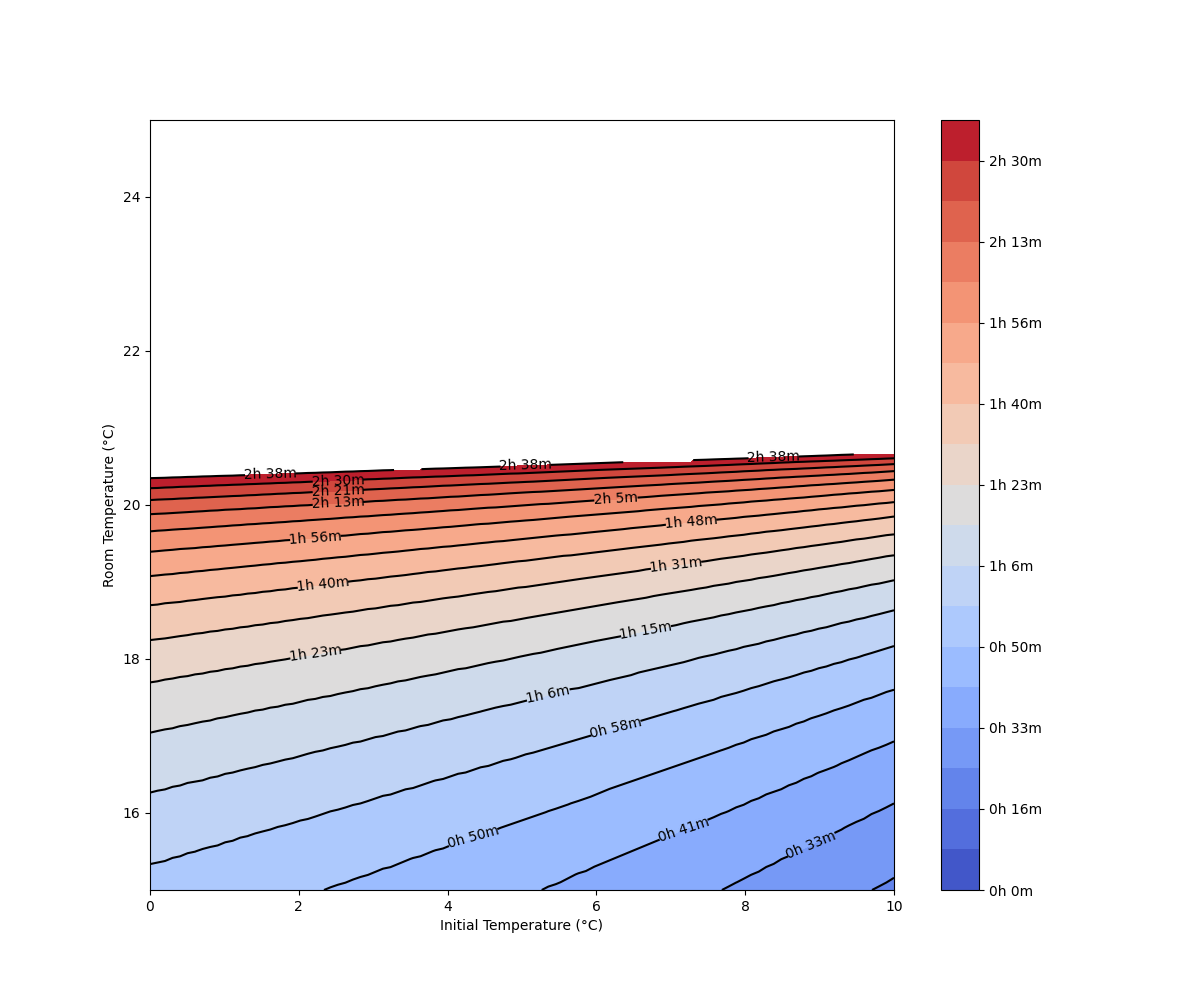 24
22
20
18
16
Room Temperature (°C)
2h 38m
2h 38m
2h 38m
2h 30m
2h 21m
2h 13m
2h 5m
1h 56m
1h 48m
1h 40m
1h 31m
1h 23m
1h 15m
1h 6m
0h 58m
0h 50m
0h 41m
0h 33m
0
2
4
6
8
10
Initial Temperature (°C)
2h 30m
2h 13m
1h 56m
1h 40m
1h 23m
1h 6m
0h 50m
0h 33m
0h 16m
0h 0m